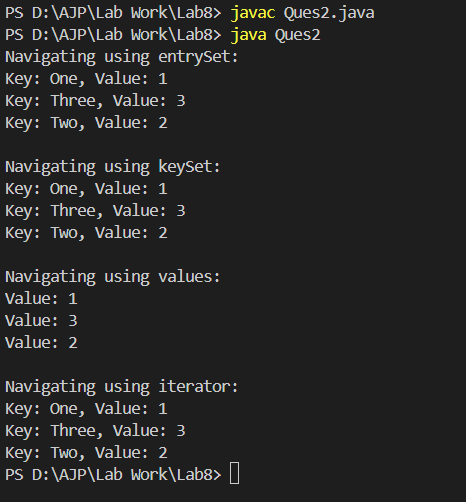 PS D:\AJP\Lab Work\Lab8> javac Ques2.java
PS D:\AJP\Lab Work\Lab8> java Ques2
Navigating using entrySet:
Key: One, Value: 1
Key: Three, Value: 3
Key: Two, Value: 2
Navigating using keySet:
Key: One, Value: 1
Key: Three, Value: 3
Key: Two, Value: 2
Navigating using values:
Value: 1
Value: 3
Value: 2
Navigating using iterator:
Key: One, Value: 1
Key: Three, Value: 3
Key: Two, Value: 2
PS D:\AJP\Lab Work\Lab8>